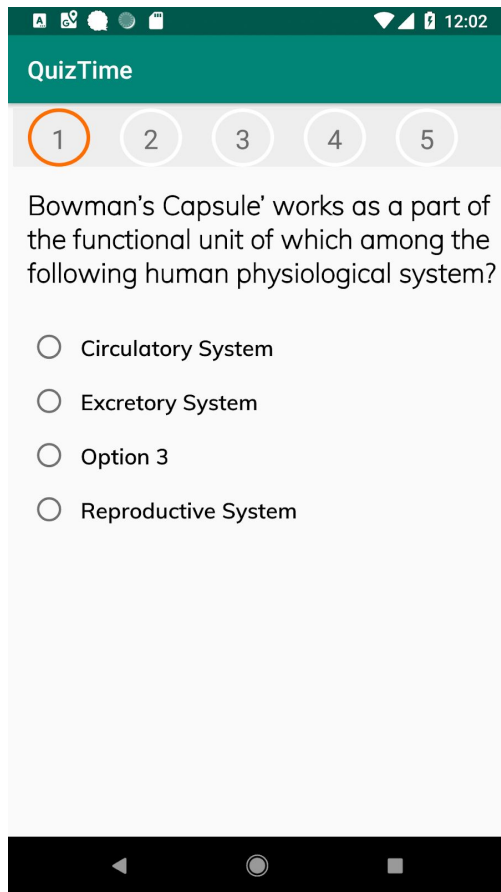 12:02
QuizTime
1 2 3 4 5
Bowman's Capsule' works as a part of
the functional unit of which among the
following human physiological system?
Circulatory System
Excretory System
Option 3
Reproductive System